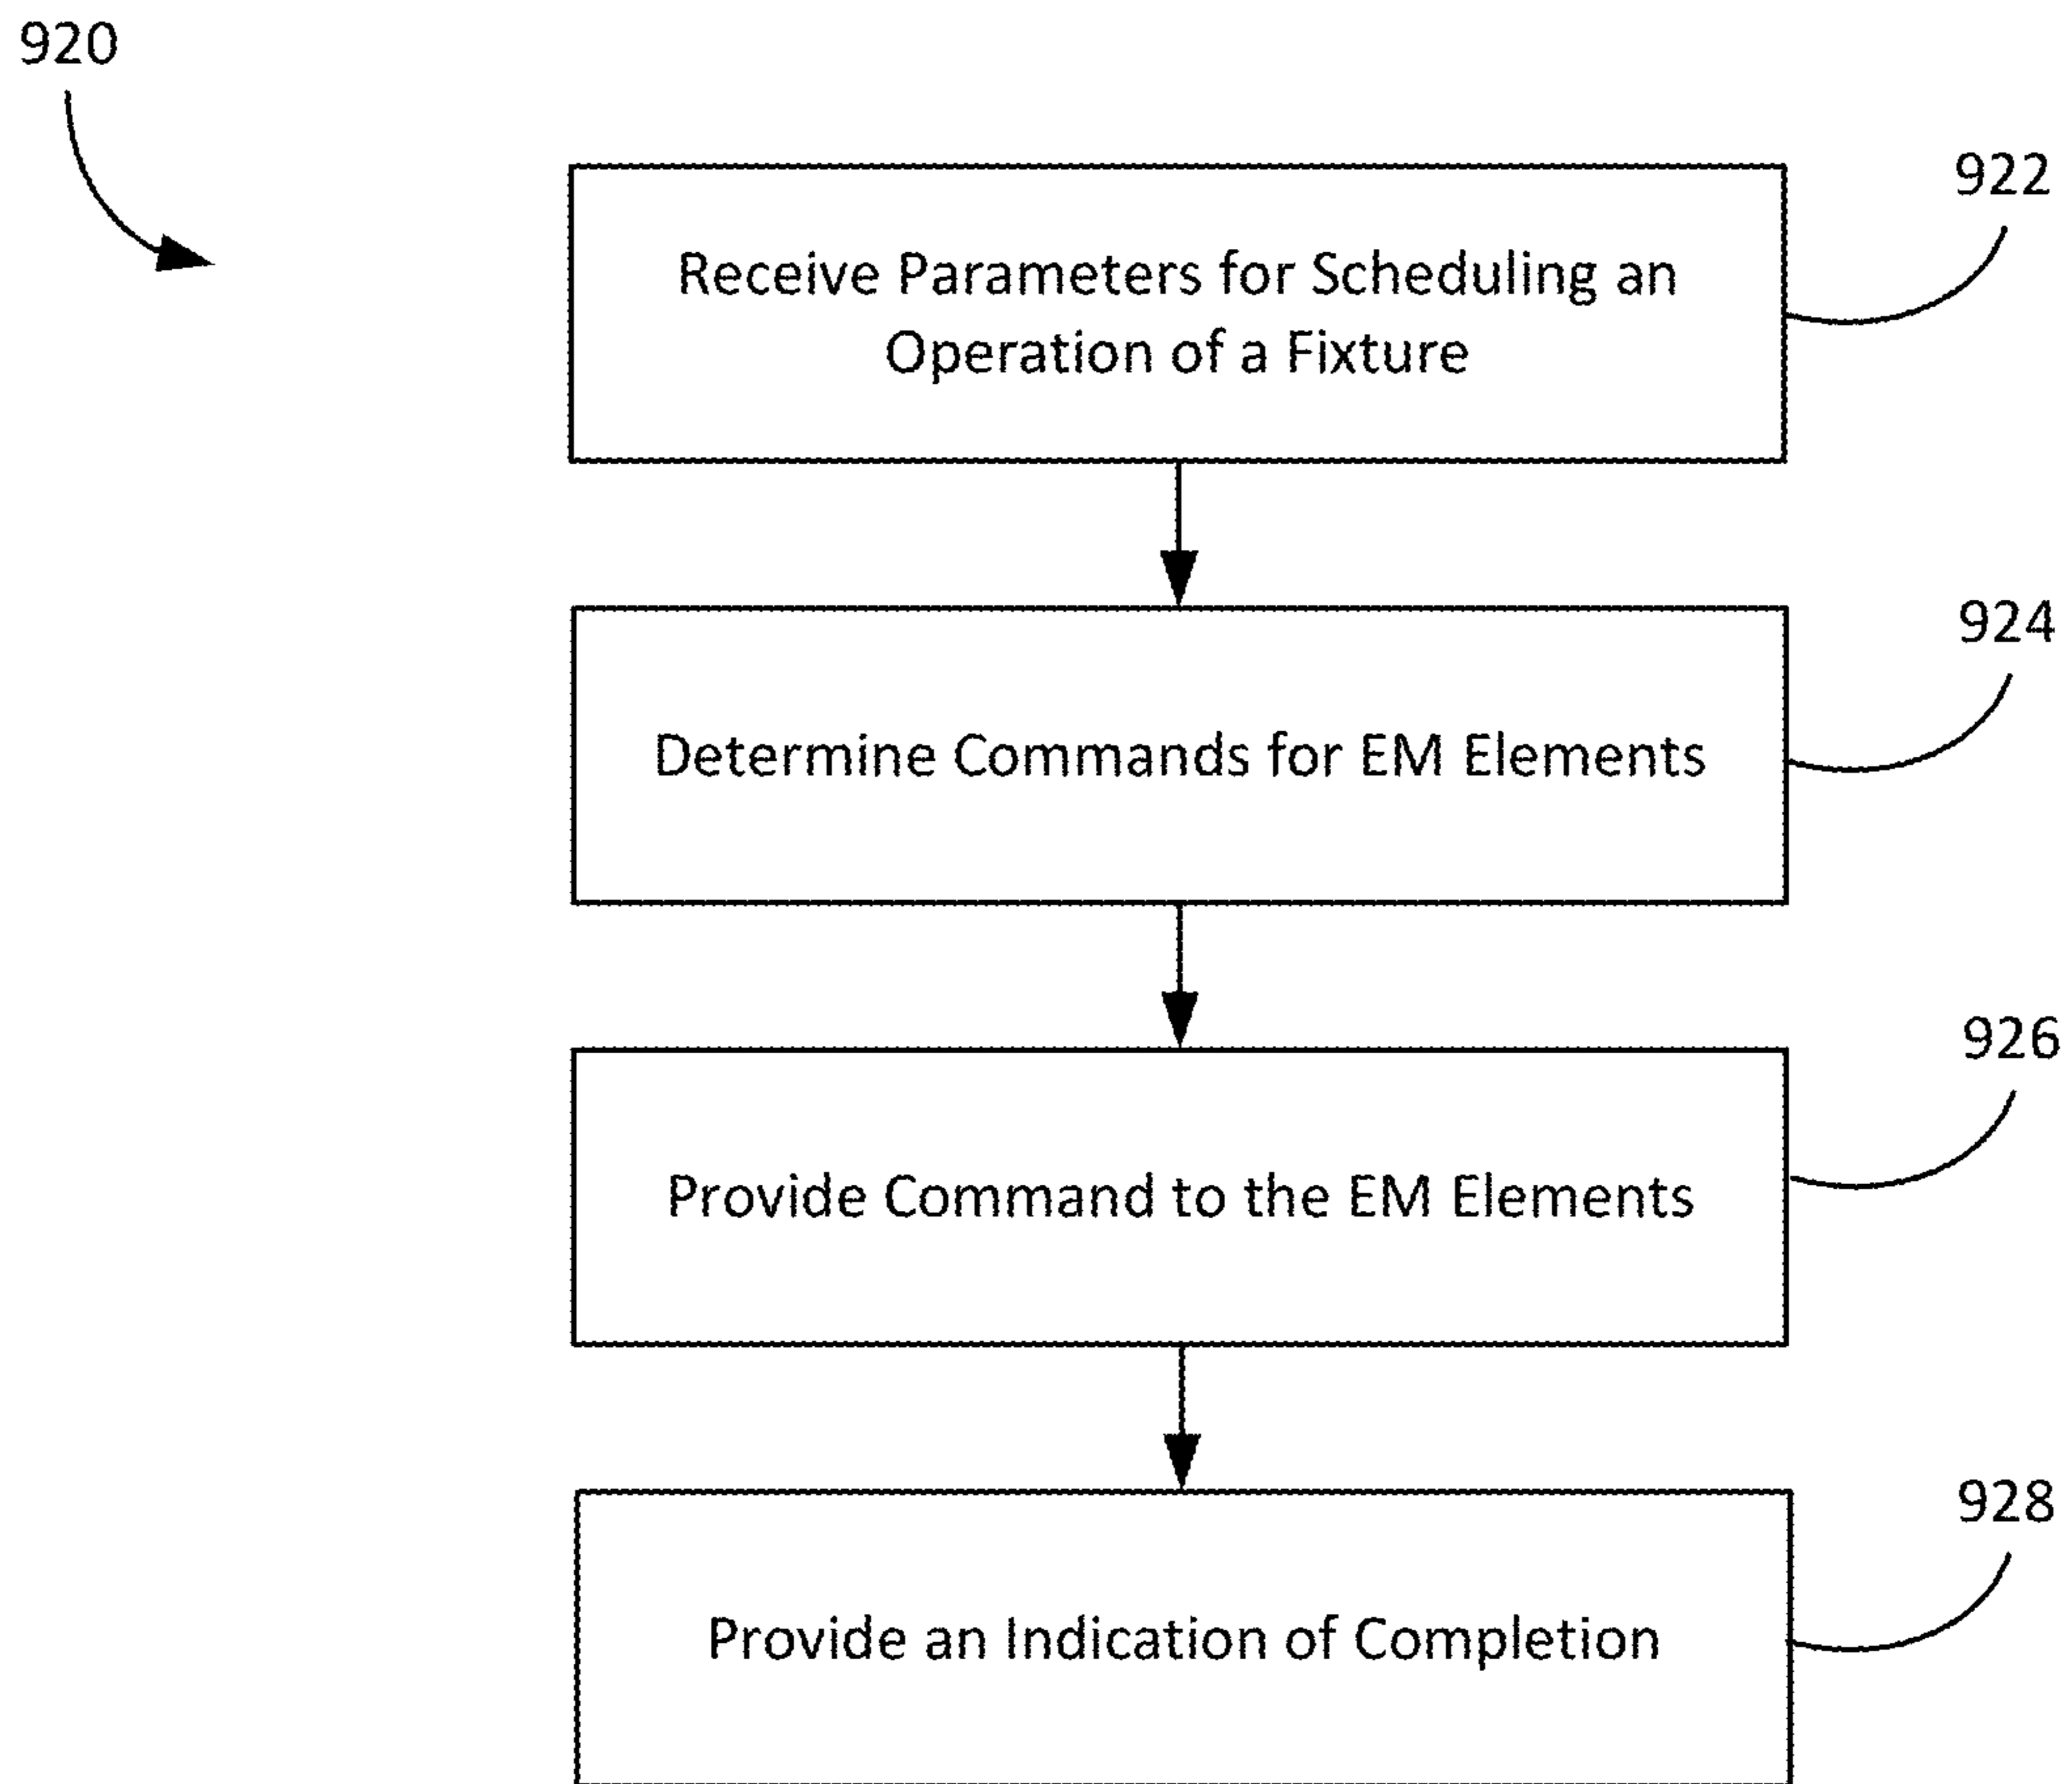 920
922
Receive Parameters for Scheduling an
Operation of a Fixture
924
Determine Commands for EM Elements
926
Provide Command to the EM Elements
928
Provide an Indication of Completion